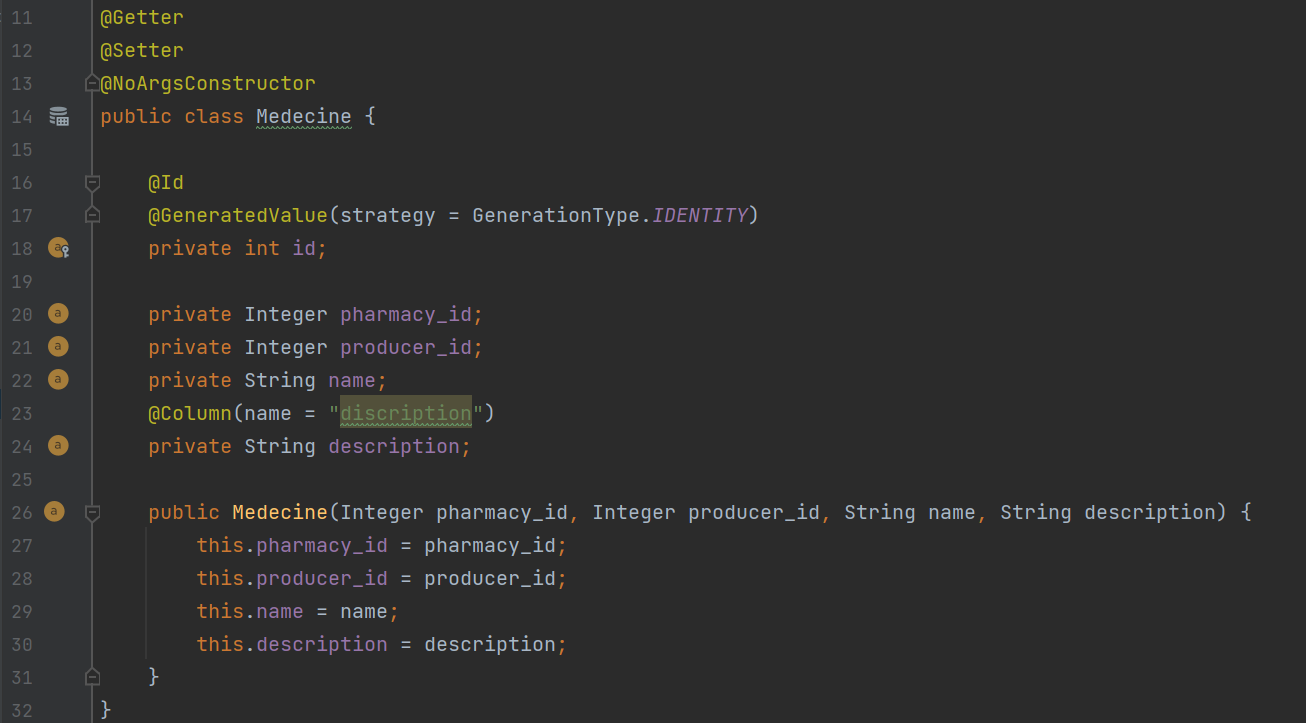 11 @Getter
12 @Setter
13 @NoArgsConstructor
14 public class Medecine {
15
16 @Id
17 @GeneratedValue(strategy = GenerationType.IDENTITY)
18 private int id;
19
20 private Integer pharmacy_id;
21 private Integer producer_id;
22 private String name;
23 @Column(name = "discription")
24 private String description;
25
26 public Medecine(Integer pharmacy_id, Integer producer_id, String name, String description) {
27 this.pharmacy_id = pharmacy_id;
28 this.producer_id = producer_id;
29 this.name = name;
30 this.description = description;
31 }
32 }